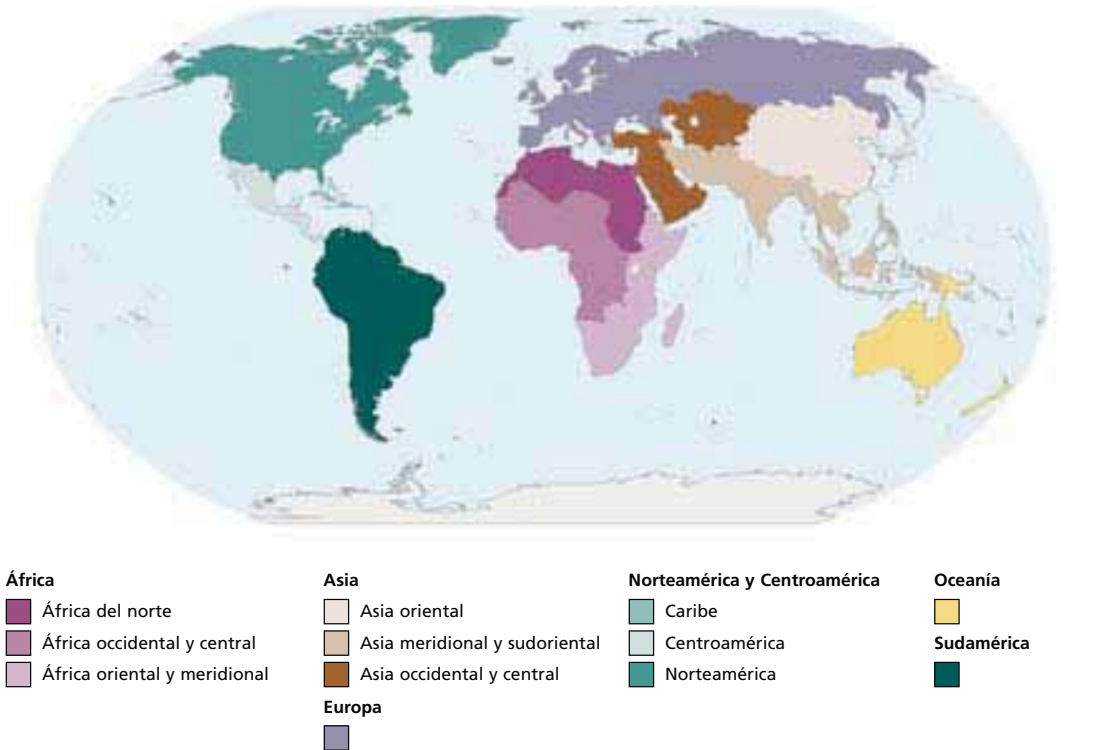 África
África del norte
África occidental y central
África oriental y meridional
Asia
Asia oriental
Asia meridional y sudoriental
Asia occidental y central
Europa
Norteamérica y Centroamérica
Caribe
Centroamérica
Norteamérica
Oceanía
Sudamérica